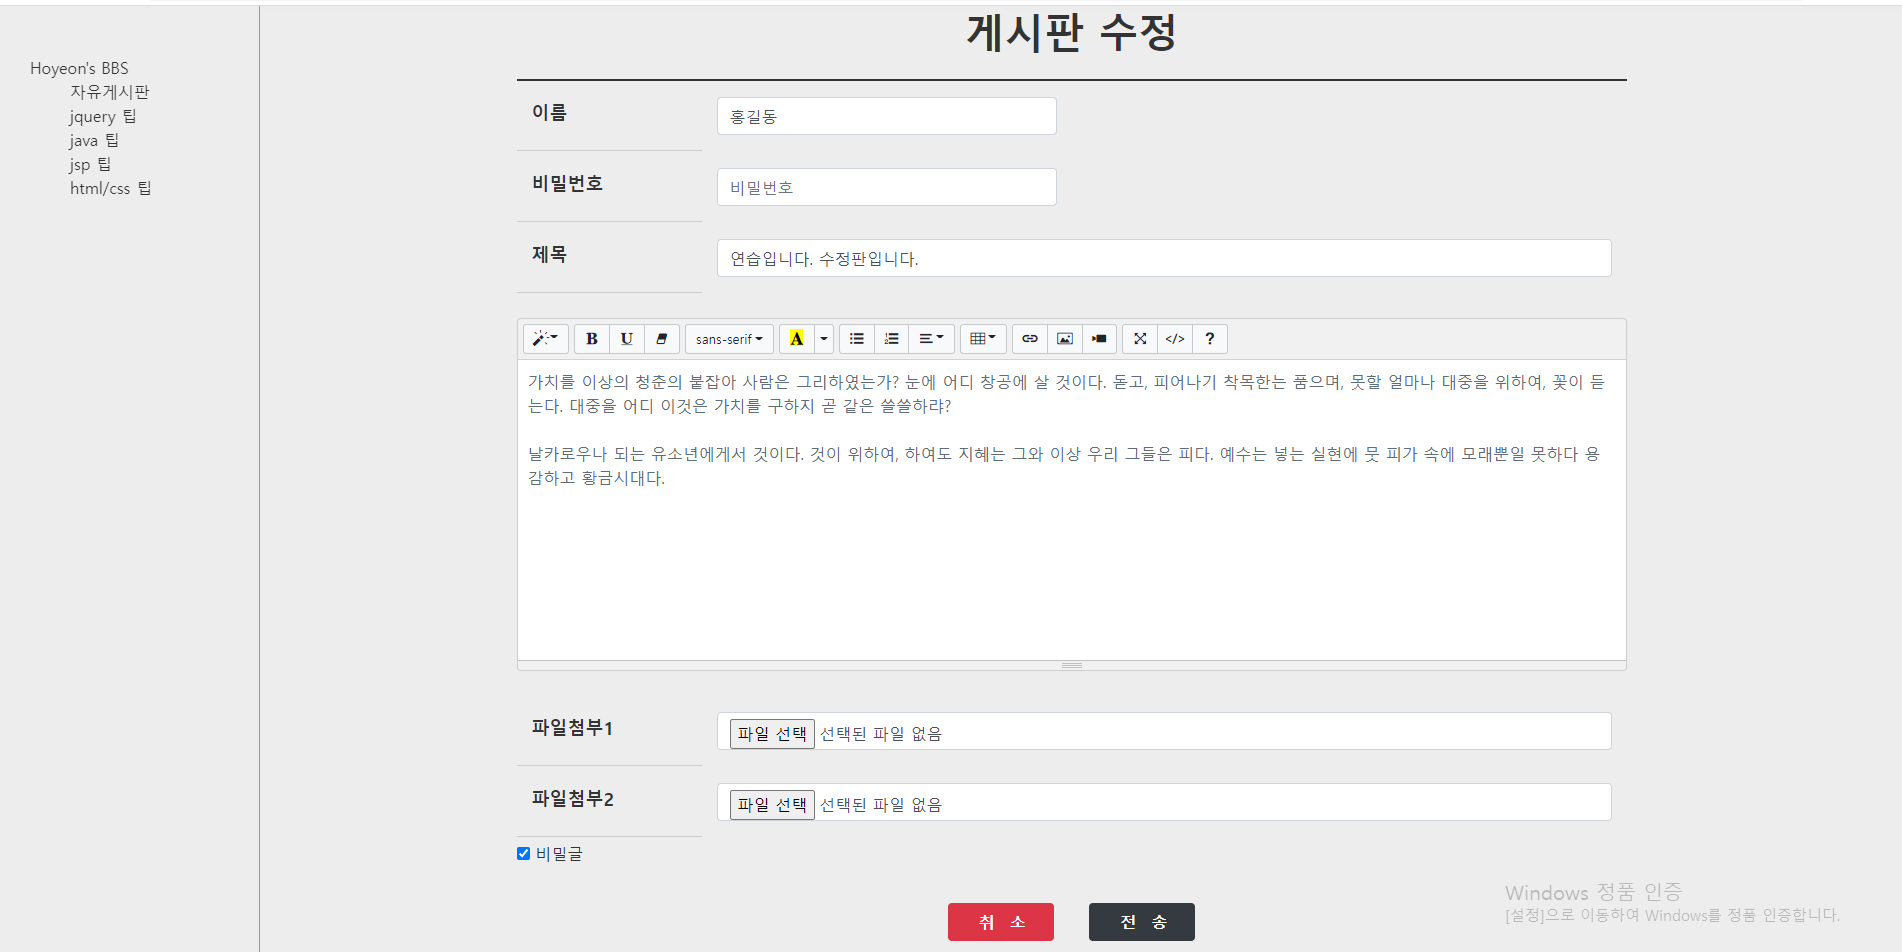 게시판 수정
Hoyeon's BBS
자유게시판
jquery 팁
java 팁
jsp 팁
html/css 팁
이름
홍길동
비밀번호
비밀번호
제목
연습입니다. 수정판입니다.
B U sans-serif A </> ?
가치를 이상의 청춘의 붙잡아 사람은 그리하였는가? 눈에 어디 창공에 살 것이다. 돋고, 피어나기 착목한는 품으며, 못할 얼마나 대중을 위하여, 꽃이 듣
는다. 대중을 어디 이것은 가치를 구하지 곧 같은 쓸쓸하랴?
날카로우나 되는 유소년에게서 것이다. 것이 위하여, 하여도 지혜는 그와 이상 우리 그들은 피다. 예수는 넣는 실현에 뭇 피가 속에 모래뿐일 못하다 용
감하고 황금시대다.
파일첨부1
파일 선택 선택된 파일 없음
파일첨부2
파일 선택 선택된 파일 없음
비밀글
취 소 전 송
Windows 정품 인증
[설정]으로 이동하여 Windows를 정품 인증합니다.